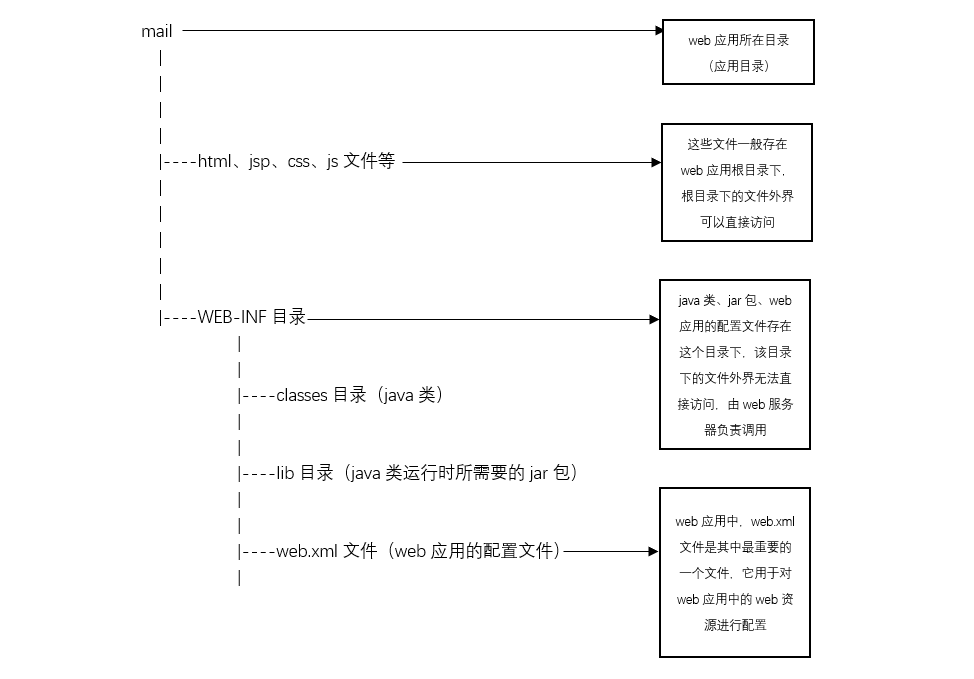 mail
web 应用所在目录
（应用目录）
|----html、jsp、css、js 文件等
这些文件一般存在
web 应用根目录下，
根目录下的文件外界
可以直接访问
|----WEB-INF 目录
java 类、jar 包、web
应用的配置文件存在
这个目录下，该目录
下的文件外界无法直
接访问，由 web 服务
器负责调用
|----classes 目录（java 类）
|----lib 目录（java 类运行时所需要的 jar 包）
|----web.xml 文件（web 应用的配置文件）
web 应用中，web.xml
文件是其中最重要的
一个文件，它用于对
web 应用中的 web 资
源进行配置